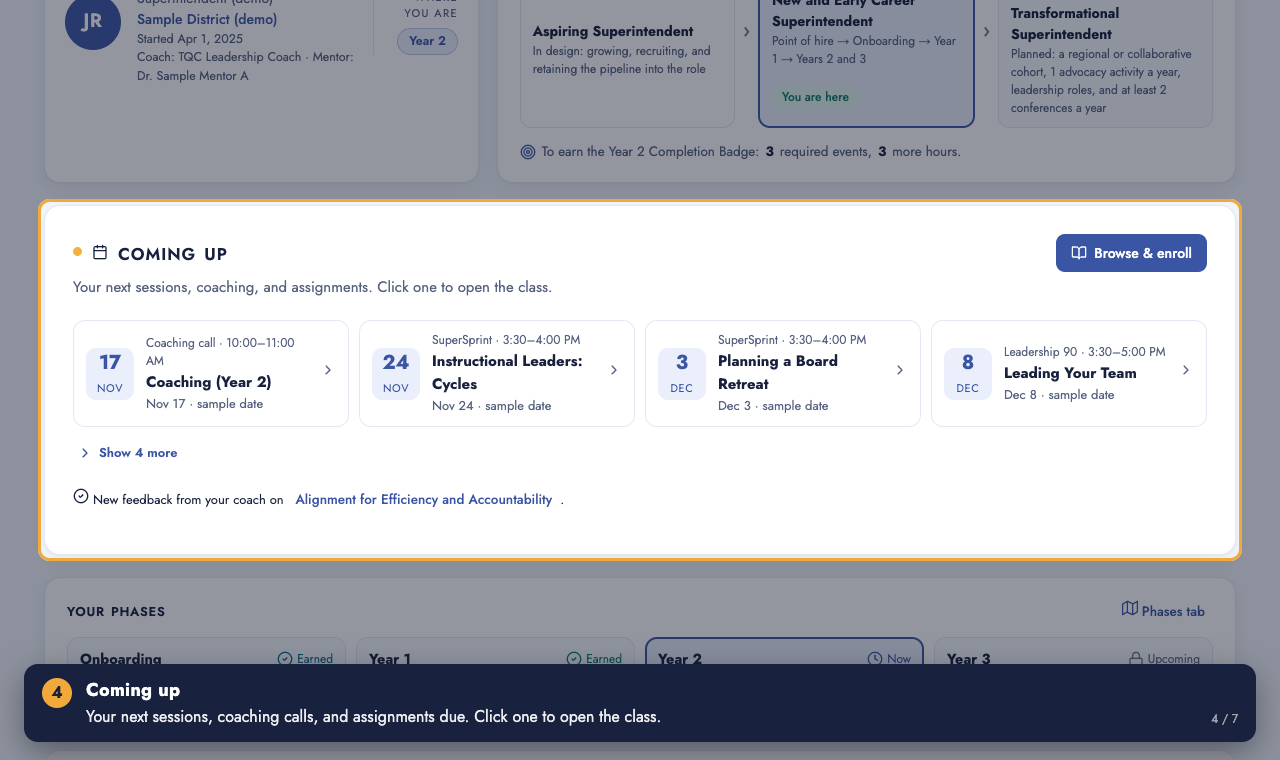 Superintendent (demo)
JR
Sample District (demo)
Started Apr 1, 2025
Coach: TQC Leadership Coach · Mentor:
Dr. Sample Mentor A
WHERE
YOU ARE
Year 2
Aspiring Superintendent
In design: growing, recruiting, and
retaining the pipeline into the role
New and Early Career
Superintendent
Point of hire → Onboarding → Year
1 → Years 2 and 3
You are here
Transformational
Superintendent
Planned: a regional or collaborative
cohort, 1 advocacy activity a year,
leadership roles, and at least 2
conferences a year
To earn the Year 2 Completion Badge: 3 required events, 3 more hours.
COMING UP
Browse & enroll
Your next sessions, coaching, and assignments. Click one to open the class.
17
NOV
Coaching call · 10:00–11:00
AM
Coaching (Year 2)
Nov 17 · sample date
24
NOV
SuperSprint · 3:30–4:00 PM
Instructional Leaders:
Cycles
Nov 24 · sample date
3
DEC
SuperSprint · 3:30–4:00 PM
Planning a Board
Retreat
Dec 3 · sample date
8
DEC
Leadership 90 · 3:30–5:00 PM
Leading Your Team
Dec 8 · sample date
Show 4 more
New feedback from your coach on Alignment for Efficiency and Accountability .
YOUR PHASES
Phases tab
Onboarding
Earned
Year 1
Earned
Year 2
Now
Year 3
Upcoming
4
Coming up
Your next sessions, coaching calls, and assignments due. Click one to open the class.
4 / 7